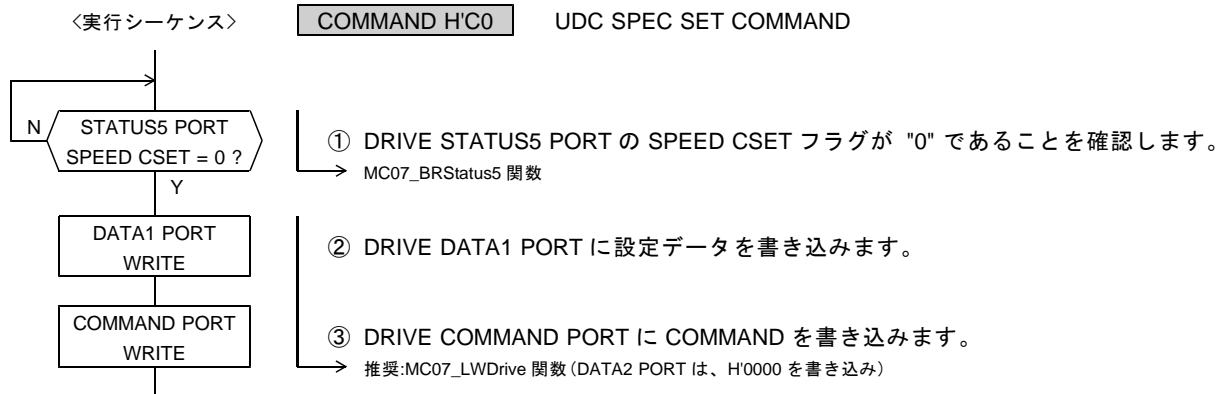 〈実行シーケンス〉 COMMAND H'C0 UDC SPEC SET COMMAND
N
STATUS5 PORT
SPEED CSET = 0 ?
Y
① DRIVE STATUS5 PORT の SPEED CSET フラグが "0" であることを確認します。
MC07_BRStatus5 関数
DATA1 PORT
WRITE
② DRIVE DATA1 PORT に設定データを書き込みます。
COMMAND PORT
WRITE
③ DRIVE COMMAND PORT に COMMAND を書き込みます。
推奨:MC07_LWDrive 関数(DATA2 PORT は、H'0000 を書き込み)